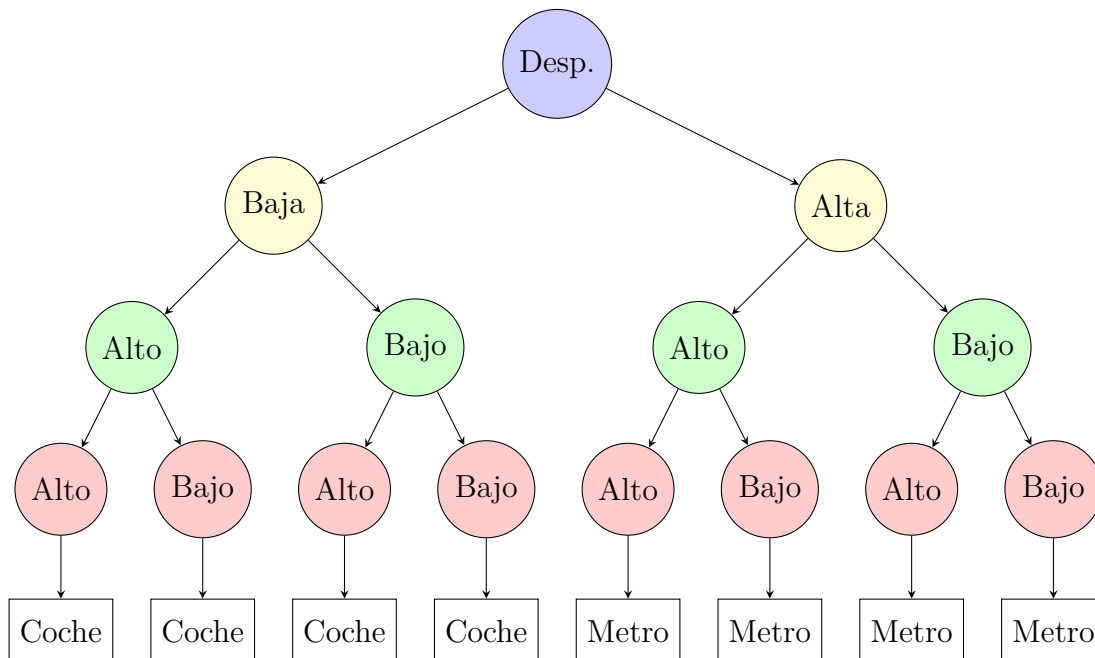 Desp.
Baja
Alta
Alto
Bajo
Alto
Bajo
Alto
Bajo
Alto
Bajo
Alto
Bajo
Alto
Bajo
Coche
Coche
Coche
Coche
Metro
Metro
Metro
Metro